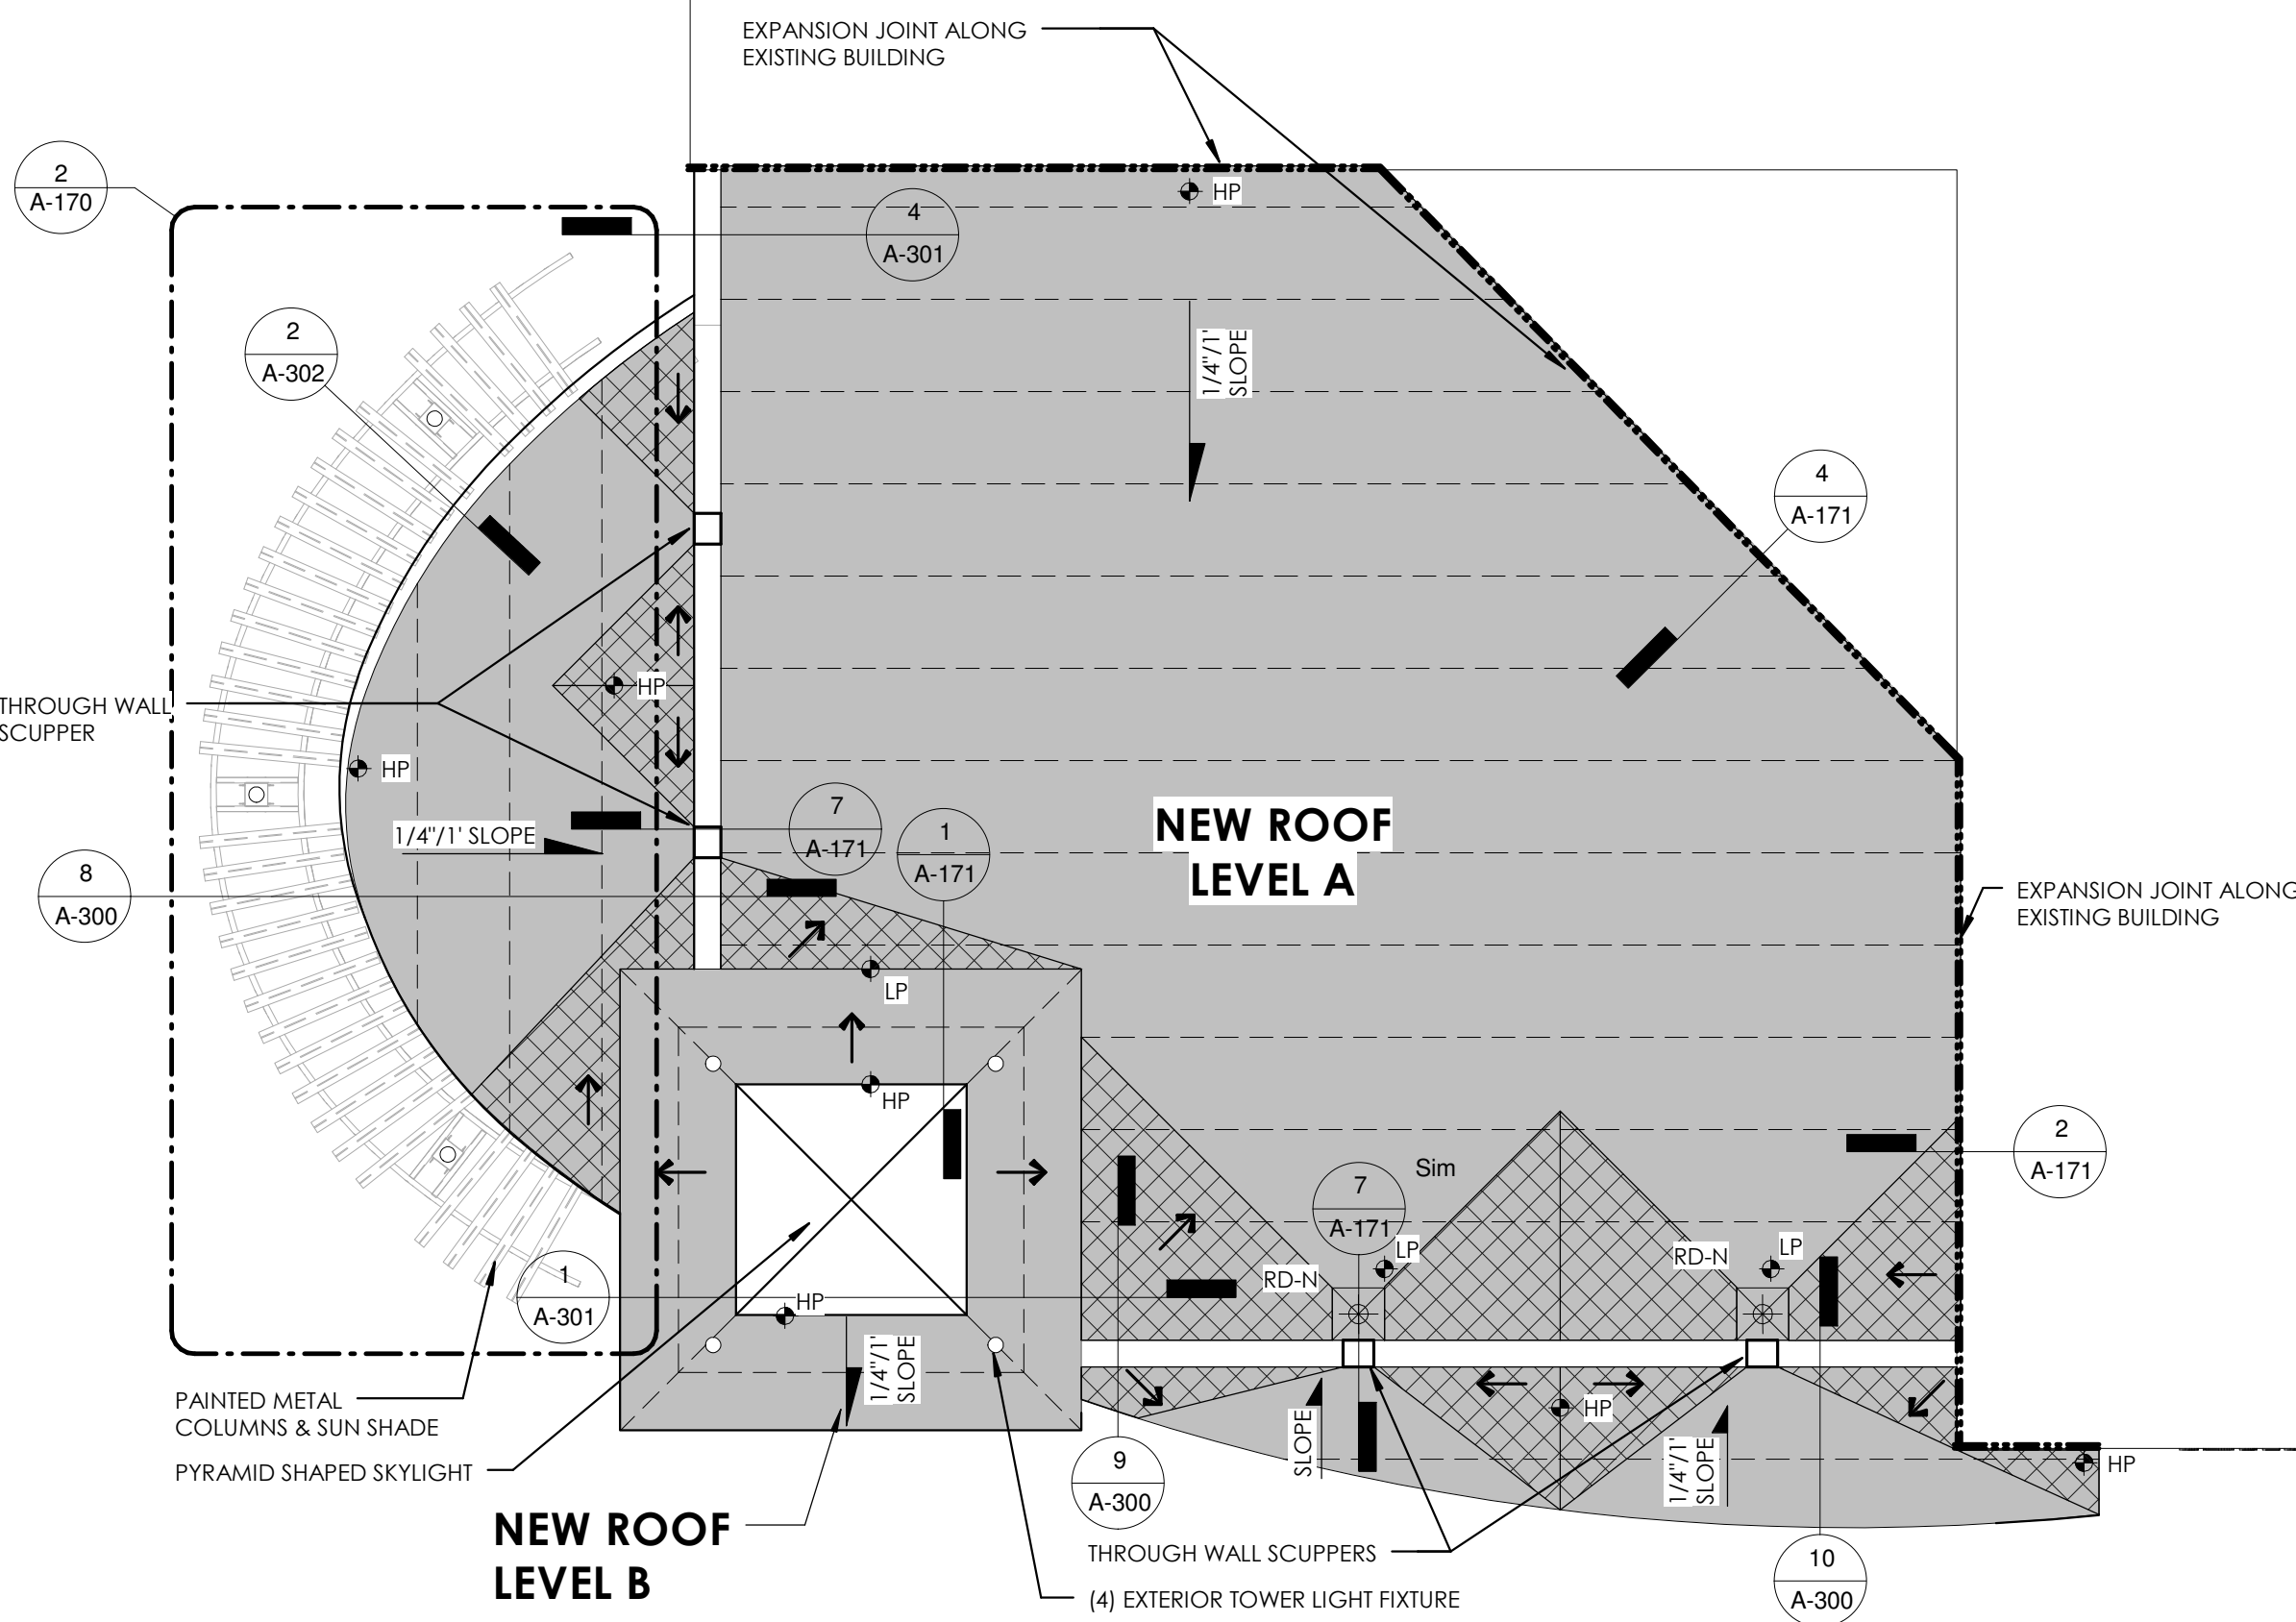 EXPANSION JOINT ALONG
EXISTING BUILDING
2
A-170
HP
4
A-301
2
A-302
1/4"/1'
SLOPE
4
A-171
HP
THROUGH WALL
SCUPPER
HP
7
A-171
1
A-171
NEW ROOF
LEVEL A
1/4"/1' SLOPE
8
A-300
EXPANSION JOINT ALONG
EXISTING BUILDING
LP
HP
2
A-171
Sim
7
A-171
LP
LP
RD-N
RD-N
1
A-301
HP
1/4"/1'
SLOPE
PAINTED METAL
COLUMNS & SUN SHADE
HP
SLOPE
1/4"/1'
SLOPE
HP
PYRAMID SHAPED SKYLIGHT
9
A-300
NEW ROOF
LEVEL B
THROUGH WALL SCUPPERS
10
A-300
(4) EXTERIOR TOWER LIGHT FIXTURE